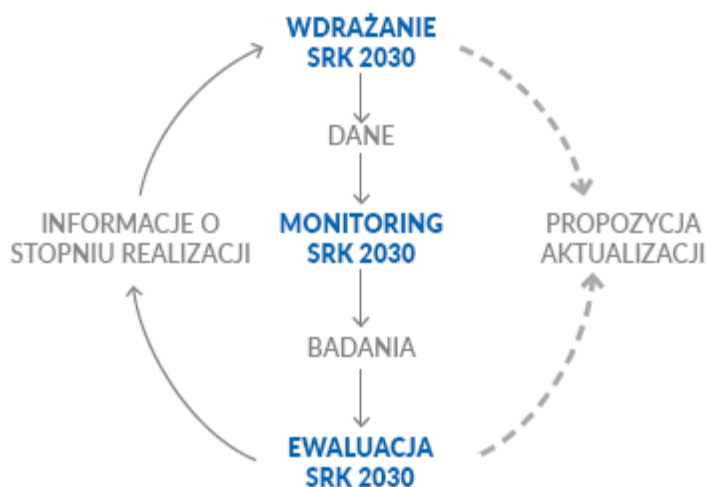 WDRAŻANIE
SRK 2030
DANE
INFORMACJE O
STOPNIU REALIZACJI
MONITORING
SRK 2030
PROPOZYCJA
AKTUALIZACJI
BADANIA
EWALUACJA
SRK 2030